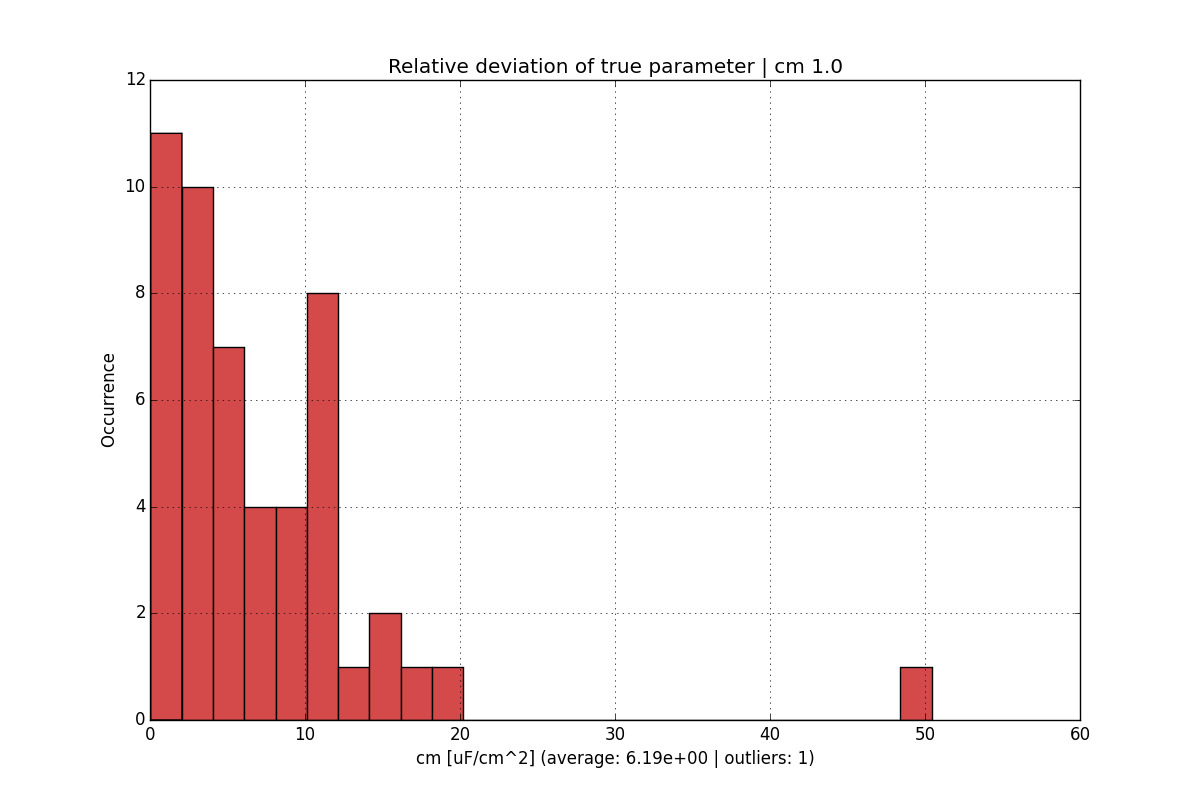 Relative deviation of true parameter | cm 1.0
12
10
8
6
4
2
0
Occurrence
0 10 20 30 40 50 60
cm [uF/cm^2] (average: 6.19e+00 | outliers: 1)